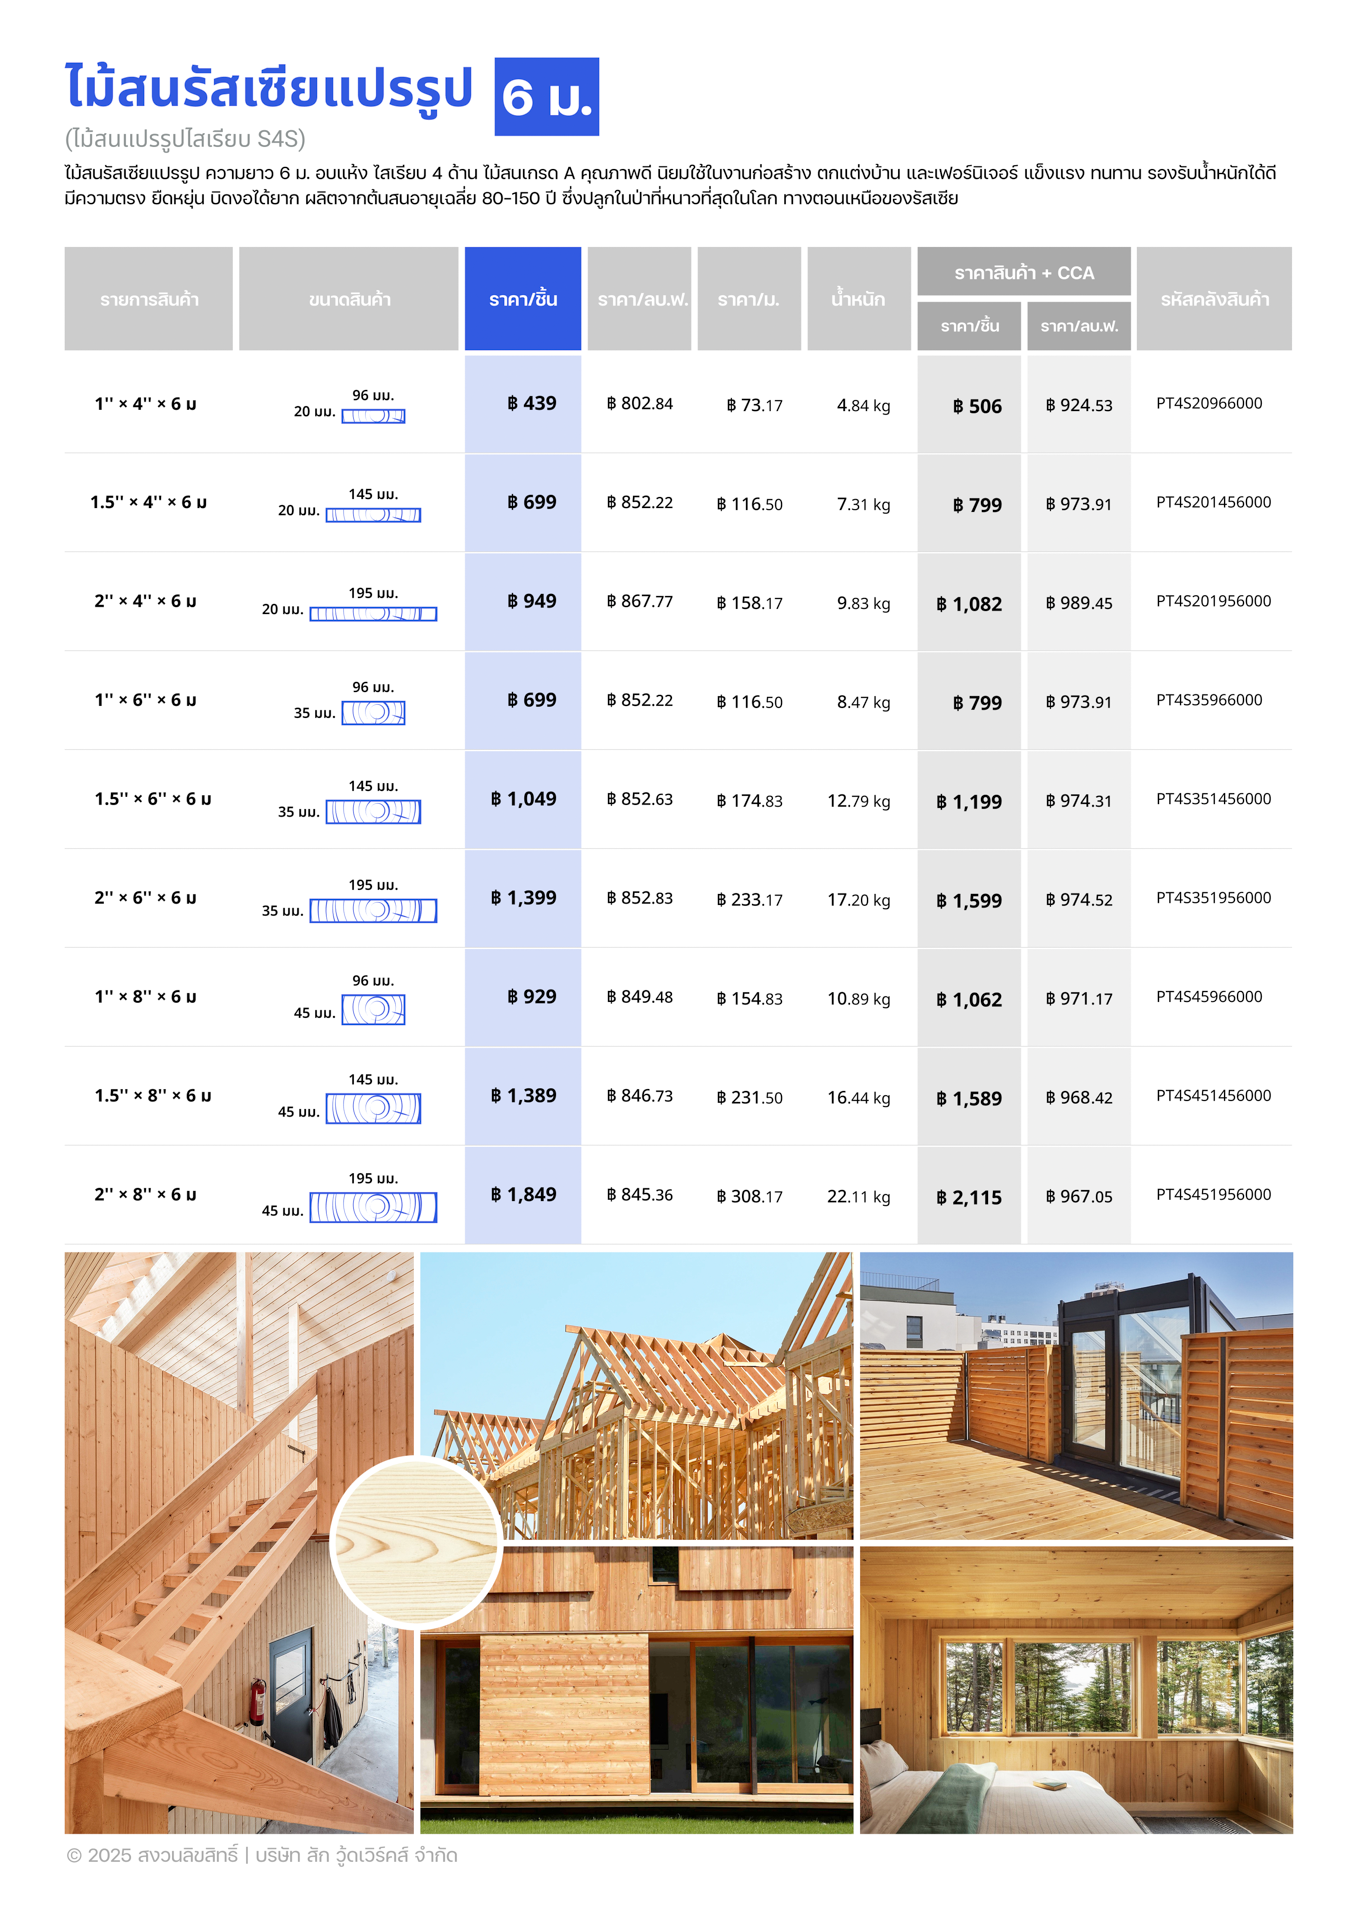 ไม้สนรัสเซียแปรรูป 6 ม.
(ไม้สนแปรรูปไสเรียบ S4S)
ไม้สนรัสเซียแปรรูป ความยาว 6 ม. อบแห้ง ไสเรียบ 4 ด้าน ไม้สนเกรด A คุณภาพดี นิยมใช้ในงานก่อสร้าง ตกแต่งบ้าน และเฟอร์นิเจอร์ แข็งแรง ทนทาน รองรับน้ำหนักได้ดี
มีความตรง ยืดหยุ่น บิดงอได้ยาก ผลิตจากต้นสนอายุเฉลี่ย 80-150 ปี ซึ่งปลูกในป่าที่หนาวที่สุดในโลก ทางตอนเหนือของรัสเซีย
รายการสินค้า ขนาดสินค้า ราคา/ชิ้น ราคา/ลบ.ฟ. ราคา/ม. น้ำหนัก ราคาสินค้า + CCA รหัสคลังสินค้า
ราคา/ชิ้น ราคา/ลบ.ฟ.
1'' × 4'' × 6 ม 20 มม. 96 มม. ฿ 439 ฿ 802.84 ฿ 73.17 4.84 kg ฿ 506 ฿ 924.53 PT4S20966000
1.5'' × 4'' × 6 ม 20 มม. 145 มม. ฿ 699 ฿ 852.22 ฿ 116.50 7.31 kg ฿ 799 ฿ 973.91 PT4S201456000
2'' × 4'' × 6 ม 20 มม. 195 มม. ฿ 949 ฿ 867.77 ฿ 158.17 9.83 kg ฿ 1,082 ฿ 989.45 PT4S201956000
1'' × 6'' × 6 ม 35 มม. 96 มม. ฿ 699 ฿ 852.22 ฿ 116.50 8.47 kg ฿ 799 ฿ 973.91 PT4S35966000
1.5'' × 6'' × 6 ม 35 มม. 145 มม. ฿ 1,049 ฿ 852.63 ฿ 174.83 12.79 kg ฿ 1,199 ฿ 974.31 PT4S351456000
2'' × 6'' × 6 ม 35 มม. 195 มม. ฿ 1,399 ฿ 852.83 ฿ 233.17 17.20 kg ฿ 1,599 ฿ 974.52 PT4S351956000
1'' × 8'' × 6 ม 45 มม. 96 มม. ฿ 929 ฿ 849.48 ฿ 154.83 10.89 kg ฿ 1,062 ฿ 971.17 PT4S45966000
1.5'' × 8'' × 6 ม 45 มม. 145 มม. ฿ 1,389 ฿ 846.73 ฿ 231.50 16.44 kg ฿ 1,589 ฿ 968.42 PT4S451456000
2'' × 8'' × 6 ม 45 มม. 195 มม. ฿ 1,849 ฿ 845.36 ฿ 308.17 22.11 kg ฿ 2,115 ฿ 967.05 PT4S451956000
© 2025 สงวนลิขสิทธิ์ | บริษัท สัก วู้ดเวิร์คส์ จำกัด